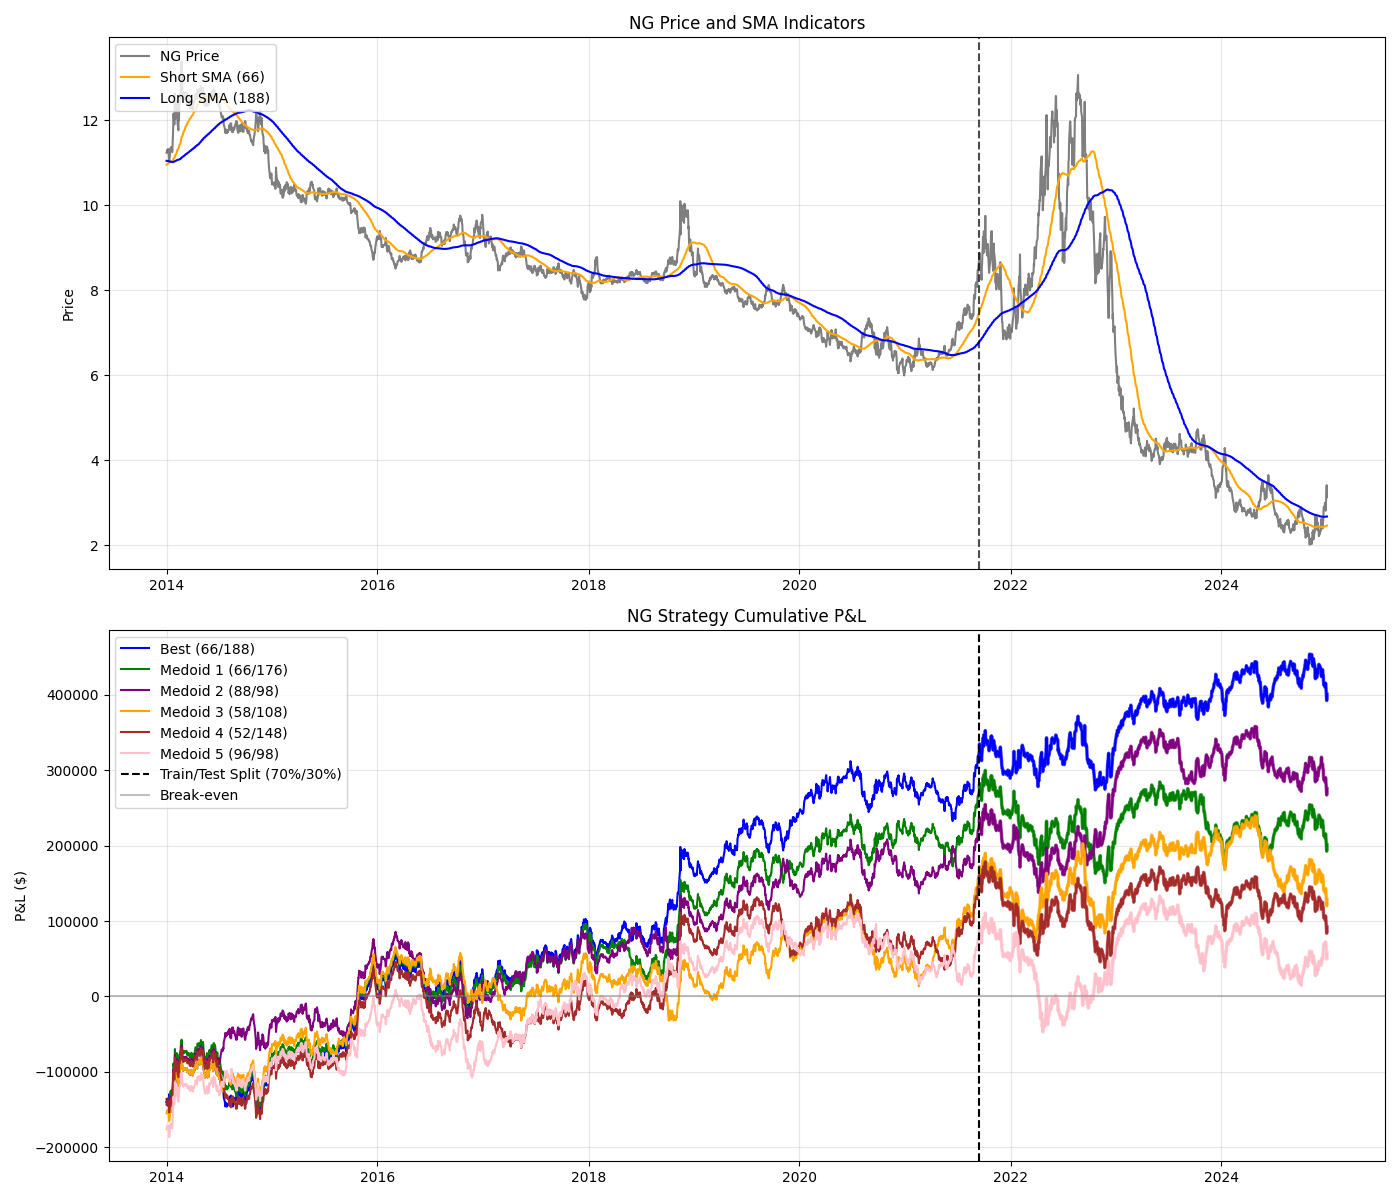 NG Price and SMA Indicators
NG Price
Short SMA (66)
Long SMA (188)
Price
12
10
8
6
4
2
2014
2016
2018
2020
2022
2024
NG Strategy Cumulative P&L
Best (66/188)
Medoid 1 (66/176)
Medoid 2 (88/98)
Medoid 3 (58/108)
Medoid 4 (52/148)
Medoid 5 (96/98)
Train/Test Split (70%/30%)
Break-even
P&L ($)
400000
300000
200000
100000
0
−100000
−200000
2014
2016
2018
2020
2022
2024